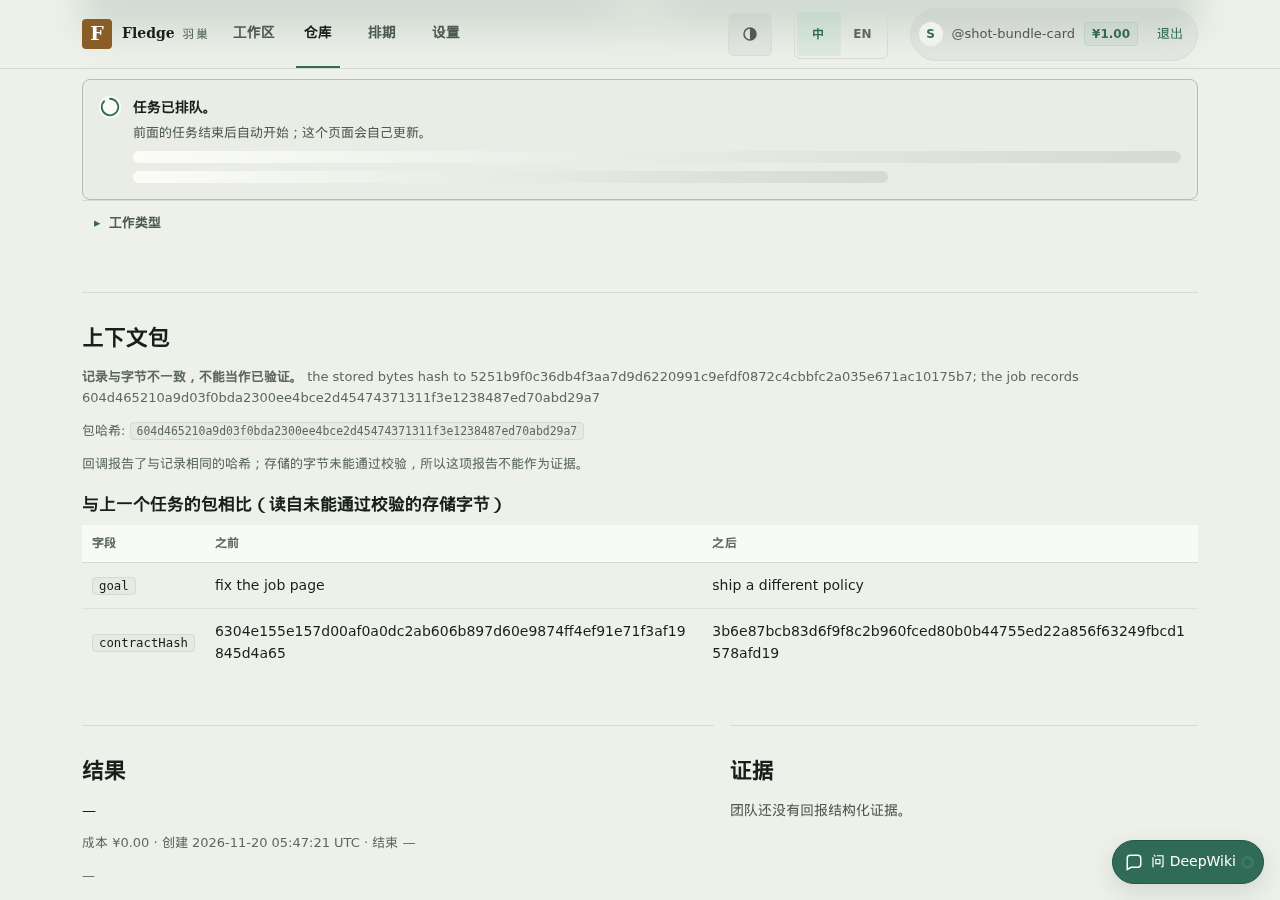 F Fledge 羽巢 工作区 仓库 排期 设置 中 EN S @shot-bundle-card ¥1.00 退出
任务已排队。
前面的任务结束后自动开始；这个页面会自己更新。
▸ 工作类型
上下文包
记录与字节不一致，不能当作已验证。 the stored bytes hash to 5251b9f0c36db4f3aa7d9d6220991c9efdf0872c4cbbfc2a035e671ac10175b7; the job records
604d465210a9d03f0bda2300ee4bce2d45474371311f3e1238487ed70abd29a7
包哈希: 604d465210a9d03f0bda2300ee4bce2d45474371311f3e1238487ed70abd29a7
回调报告了与记录相同的哈希；存储的字节未能通过校验，所以这项报告不能作为证据。
与上一个任务的包相比（读自未能通过校验的存储字节）
字段 之前 之后
goal fix the job page ship a different policy
contractHash 6304e155e157d00af0a0dc2ab606b897d60e9874ff4ef91e71f3af19 3b6e87bcb83d6f9f8c2b960fced80b0b44755ed22a856f63249fbcd1
845d4a65 578afd19
结果 证据
— 团队还没有回报结构化证据。
成本 ¥0.00 · 创建 2026-11-20 05:47:21 UTC · 结束 —
问 DeepWiki
—